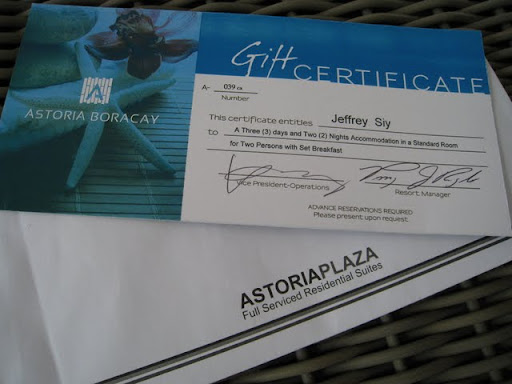 ASTORIA BORACAY
Gift CERTIFICATE
A- 039 ca
Number
This certificate entitles Jeffrey Siy
to A Three (3) days and Two (2) Nights Accommodation in a Standard Room
for Two Persons with Set Breakfast
Vice President-Operations
Resort Manager
ADVANCE RESERVATIONS REQUIRED
Please present upon request.
ASTORIAPLAZA
Full Serviced Residential Suites